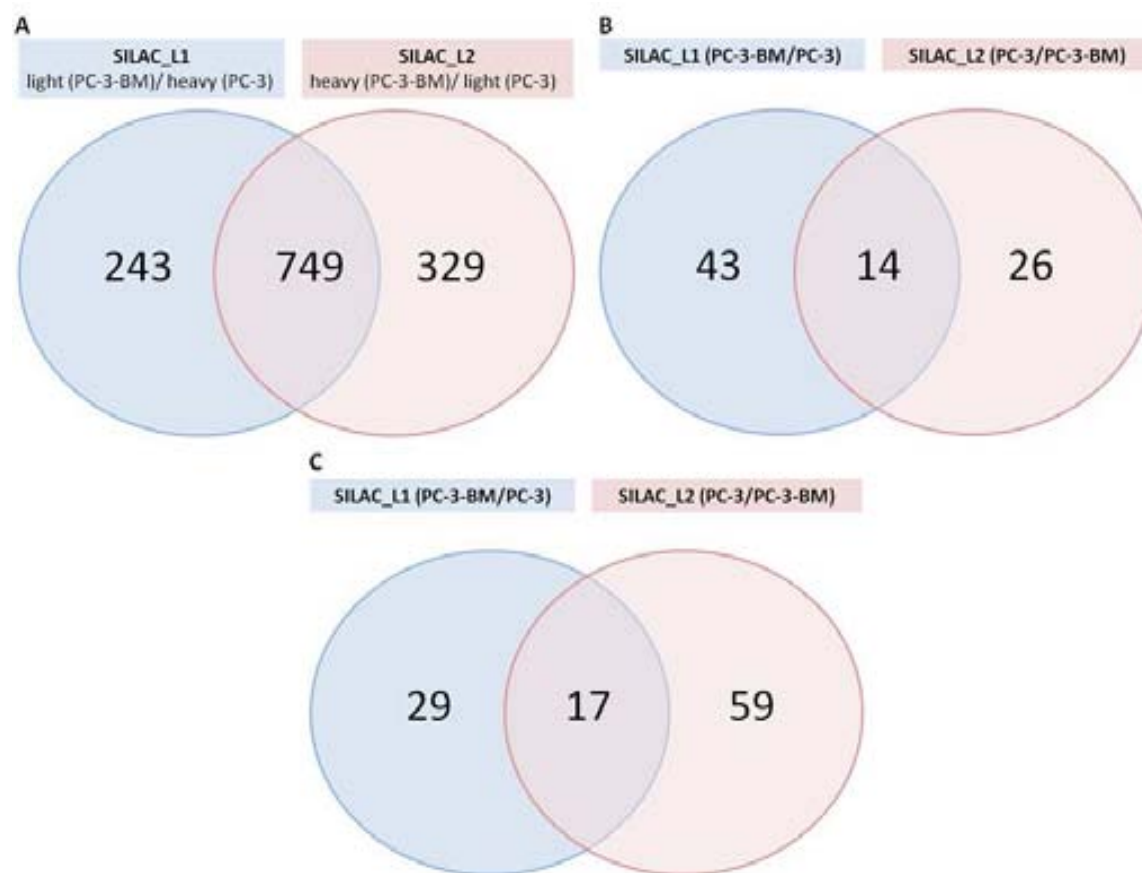 A
SILAC_L1
light (PC-3-BM)/ heavy (PC-3)
SILAC_L2
heavy (PC-3-BM)/ light (PC-3)
243
749
329
B
SILAC_L1 (PC-3-BM/PC-3)
SILAC_L2 (PC-3/PC-3-BM)
43
14
26
C
SILAC_L1 (PC-3-BM/PC-3)
SILAC_L2 (PC-3/PC-3-BM)
29
17
59